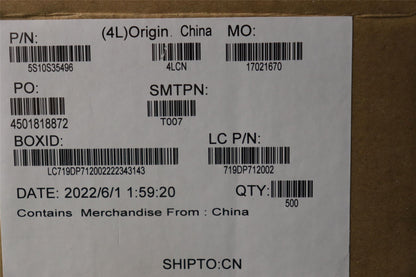 P/N: (4L)Origin. China MO:
5S10S35496 4LCN 17021670
PO: SMTPN:
4501818872 T007
BOXID: LC P/N:
LC719DP712002222343143 719DP712002
DATE: 2022/6/1 1:59:20 QTY:
500
Contains Merchandise From : China
SHIPTO:CN